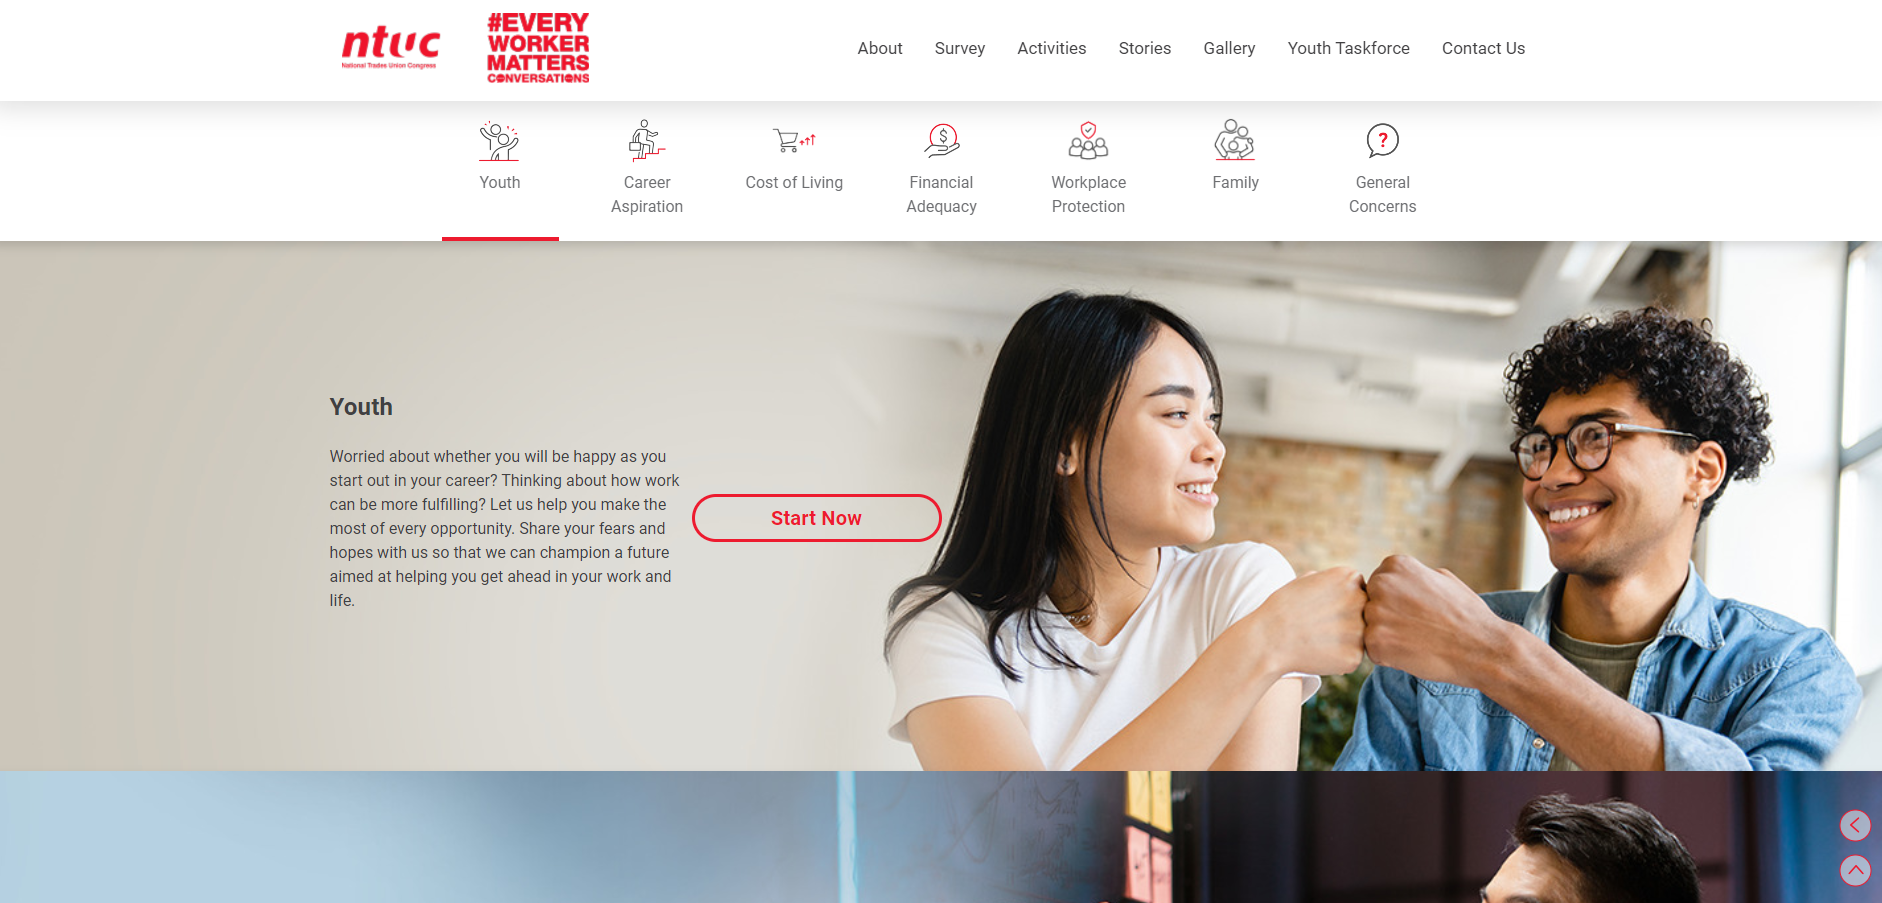 ntuc
National Trades Union Congress
#EVERY
WORKER
MATTERS
CONVERSATIONS
About
Survey
Activities
Stories
Gallery
Youth Taskforce
Contact Us
Youth
Career
Aspiration
Cost of Living
Financial
Adequacy
Workplace
Protection
Family
General
Concerns
Youth
Worried about whether you will be happy as you
start out in your career? Thinking about how work
can be more fulfilling? Let us help you make the
most of every opportunity. Share your fears and
hopes with us so that we can champion a future
aimed at helping you get ahead in your work and
life.
Start Now